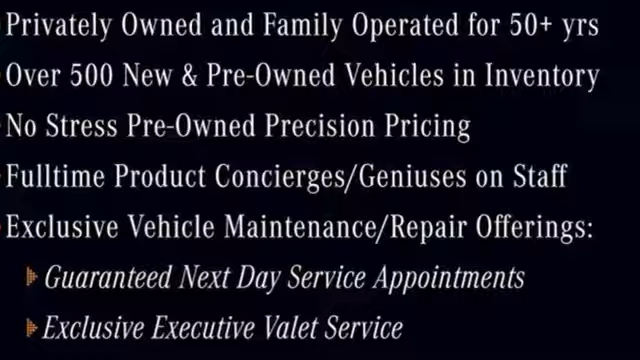 Privately Owned and Family Operated for 50+ yrs
Over 500 New & Pre-Owned Vehicles in Inventory
No Stress Pre-Owned Precision Pricing
Fulltime Product Concierges/Geniuses on Staff
Exclusive Vehicle Maintenance/Repair Offerings:
Guaranteed Next Day Service Appointments
Exclusive Executive Valet Service